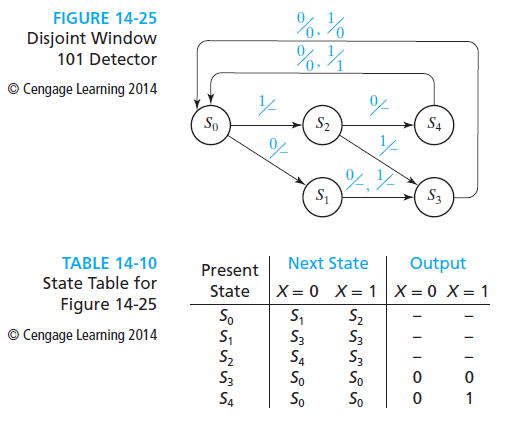 FIGURE 14-25
Disjoint Window
101 Detector
© Cengage Learning 2014
0/0, 1/0
0/0, 1/1
1/–
0/–
0/–
1/–
0/–, 1/–
S0
S2
S4
S1
S3
TABLE 14-10
State Table for
Figure 14-25
© Cengage Learning 2014
Present State Next State Output
X = 0 X = 1 X = 0 X = 1
S0 S1 S2 – –
S1 S3 S3 – –
S2 S4 S3 – –
S3 S0 S0 0 0
S4 S0 S0 0 1